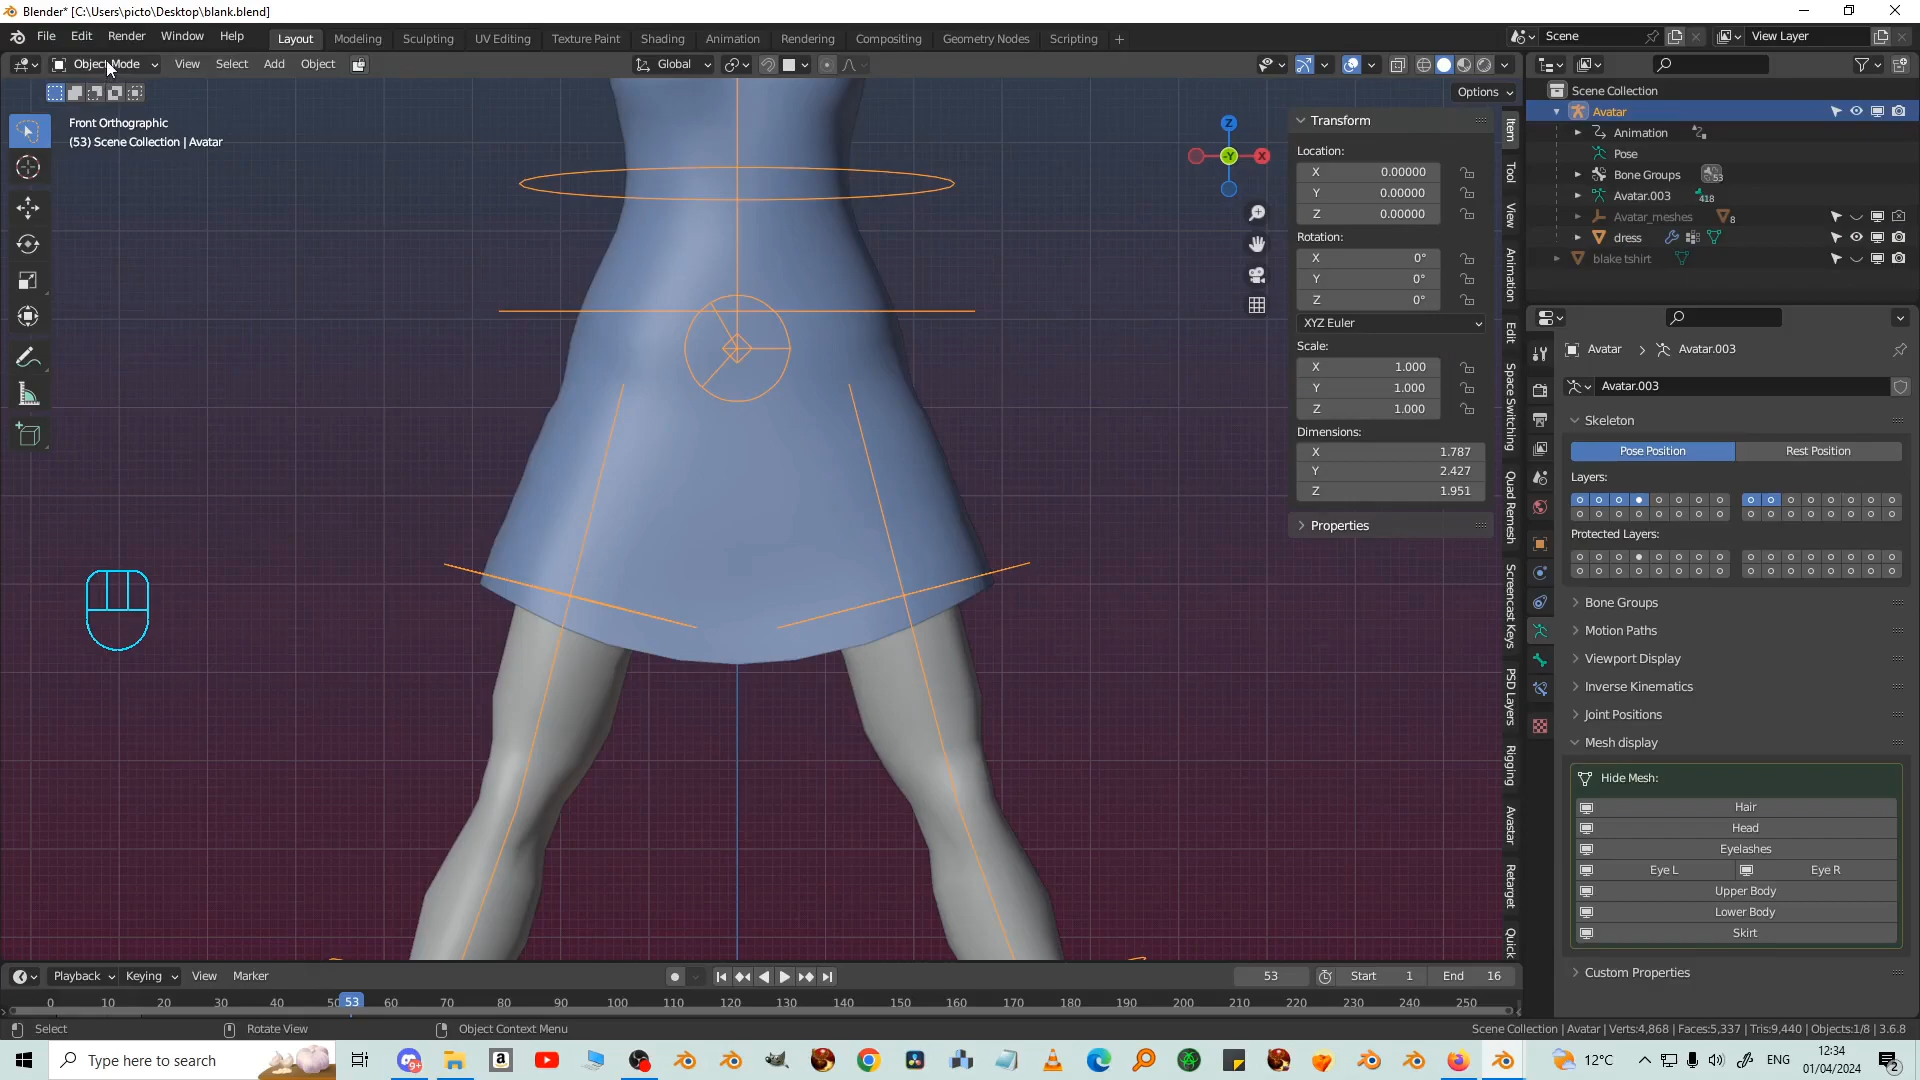 Blender* [C:\Users\picto\Desktop\blank.blend]
File Edit Render Window Help Layout Modeling Sculpting UV Editing Texture Paint Shading Animation Rendering Compositing Geometry Nodes Scripting +
Scene View Layer
Object Mode View Select Add Object Global
Options
Front Orthographic
(53) Scene Collection | Avatar
Z
X
-Y
Transform
Location:
X 0.00000
Y 0.00000
Z 0.00000
Rotation:
X 0°
Y 0°
Z 0°
XYZ Euler
Scale:
X 1.000
Y 1.000
Z 1.000
Dimensions:
X 1.787
Y 2.427
Z 1.951
Properties
Item
Tool
View
Animation
Edit
Space Switching
Quad Remesh
Screencast Keys
PSD Layers
Rigging
Avastar
Retarget
Quick
Scene Collection
Avatar
Animation
Pose
Bone Groups 53
Avatar.003 418
Avatar_meshes 8
dress
blake tshirt
Avatar > Avatar.003
Avatar.003
Skeleton
Pose Position Rest Position
Layers:
Protected Layers:
Bone Groups
Motion Paths
Viewport Display
Inverse Kinematics
Joint Positions
Mesh display
Hide Mesh:
Hair
Head
Eyelashes
Eye L Eye R
Upper Body
Lower Body
Skirt
Custom Properties
Playback Keying View Marker 53 Start 1 End 16
0 10 20 30 40 50 53 60 70 80 90 100 110 120 130 140 150 160 170 180 190 200 210 220 230 240 250
Select Rotate View Object Context Menu Scene Collection | Avatar | Verts:4,868 | Faces:5,337 | Tris:9,440 | Objects:1/8 | 3.6.8
Type here to search 9+ 12°C ENG 12:34
01/04/2024 2